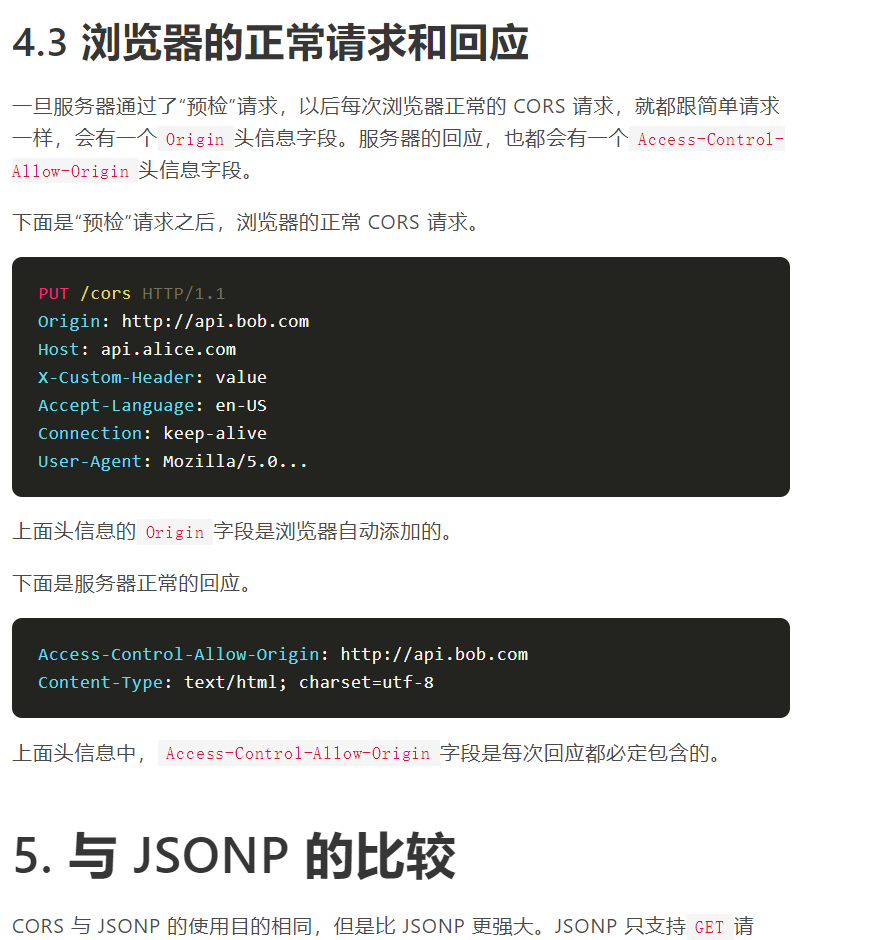 4.3 浏览器的正常请求和回应
一旦服务器通过了“预检”请求，以后每次浏览器正常的 CORS 请求，就都跟简单请求
一样，会有一个 Origin 头信息字段。服务器的回应，也都会有一个 Access-Control-
Allow-Origin 头信息字段。
下面是“预检”请求之后，浏览器的正常 CORS 请求。
PUT /cors HTTP/1.1
Origin: http://api.bob.com
Host: api.alice.com
X-Custom-Header: value
Accept-Language: en-US
Connection: keep-alive
User-Agent: Mozilla/5.0...
上面头信息的 Origin 字段是浏览器自动添加的。
下面是服务器正常的回应。
Access-Control-Allow-Origin: http://api.bob.com
Content-Type: text/html; charset=utf-8
上面头信息中，Access-Control-Allow-Origin 字段是每次回应都必定包含的。
5. 与 JSONP 的比较
CORS 与 JSONP 的使用目的相同，但是比 JSONP 更强大。JSONP 只支持 GET 请